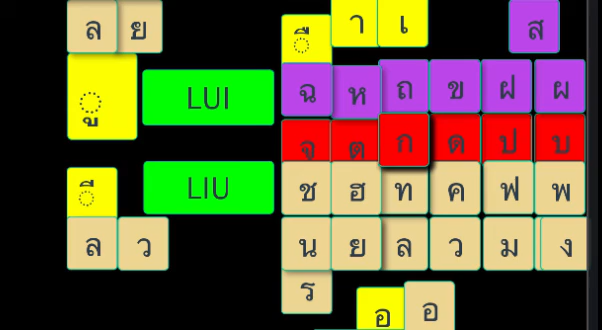 ล ย ี า เ ส
ู LUI ฉ ห ถ ข ฝ ผ
จ ต ก ด ป บ
ี LIU ช ฮ ท ค ฟ พ
ล ว น ย ล ว ม ง
ร อ อ